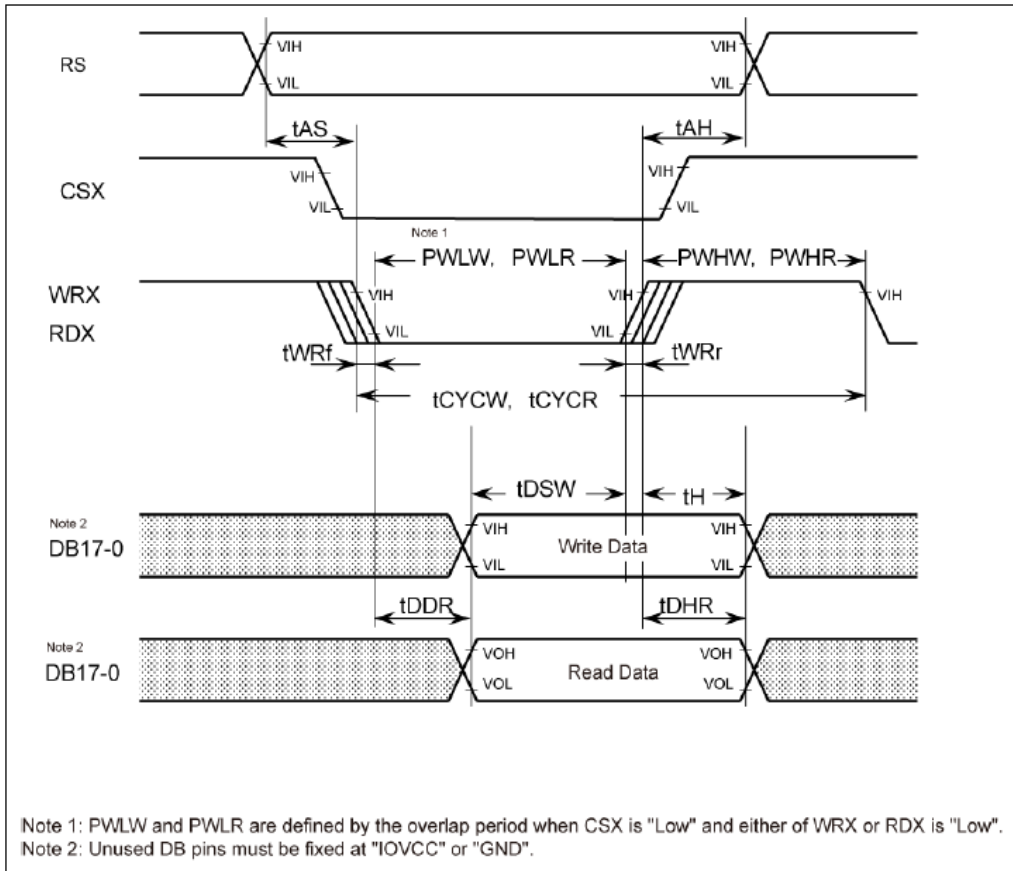 RS
VIH
VIH
VIL
VIL
tAS
tAH
CSX
VIH
VIH
VIL
VIL
Note 1
PWLW, PWLR
PWHW, PWHR
WRX
VIH
VIH
VIH
RDX
VIL
VIL
tWRf
tWRr
tCYCW, tCYCR
tDSW
tH
Note 2
DB17-0
VIH
Write Data
VIH
VIL
VIL
tDDR
tDHR
Note 2
DB17-0
VOH
Read Data
VOH
VOL
VOL
Note 1: PWLW and PWLR are defined by the overlap period when CSX is "Low" and either of WRX or RDX is "Low".
Note 2: Unused DB pins must be fixed at "IOVCC" or "GND".